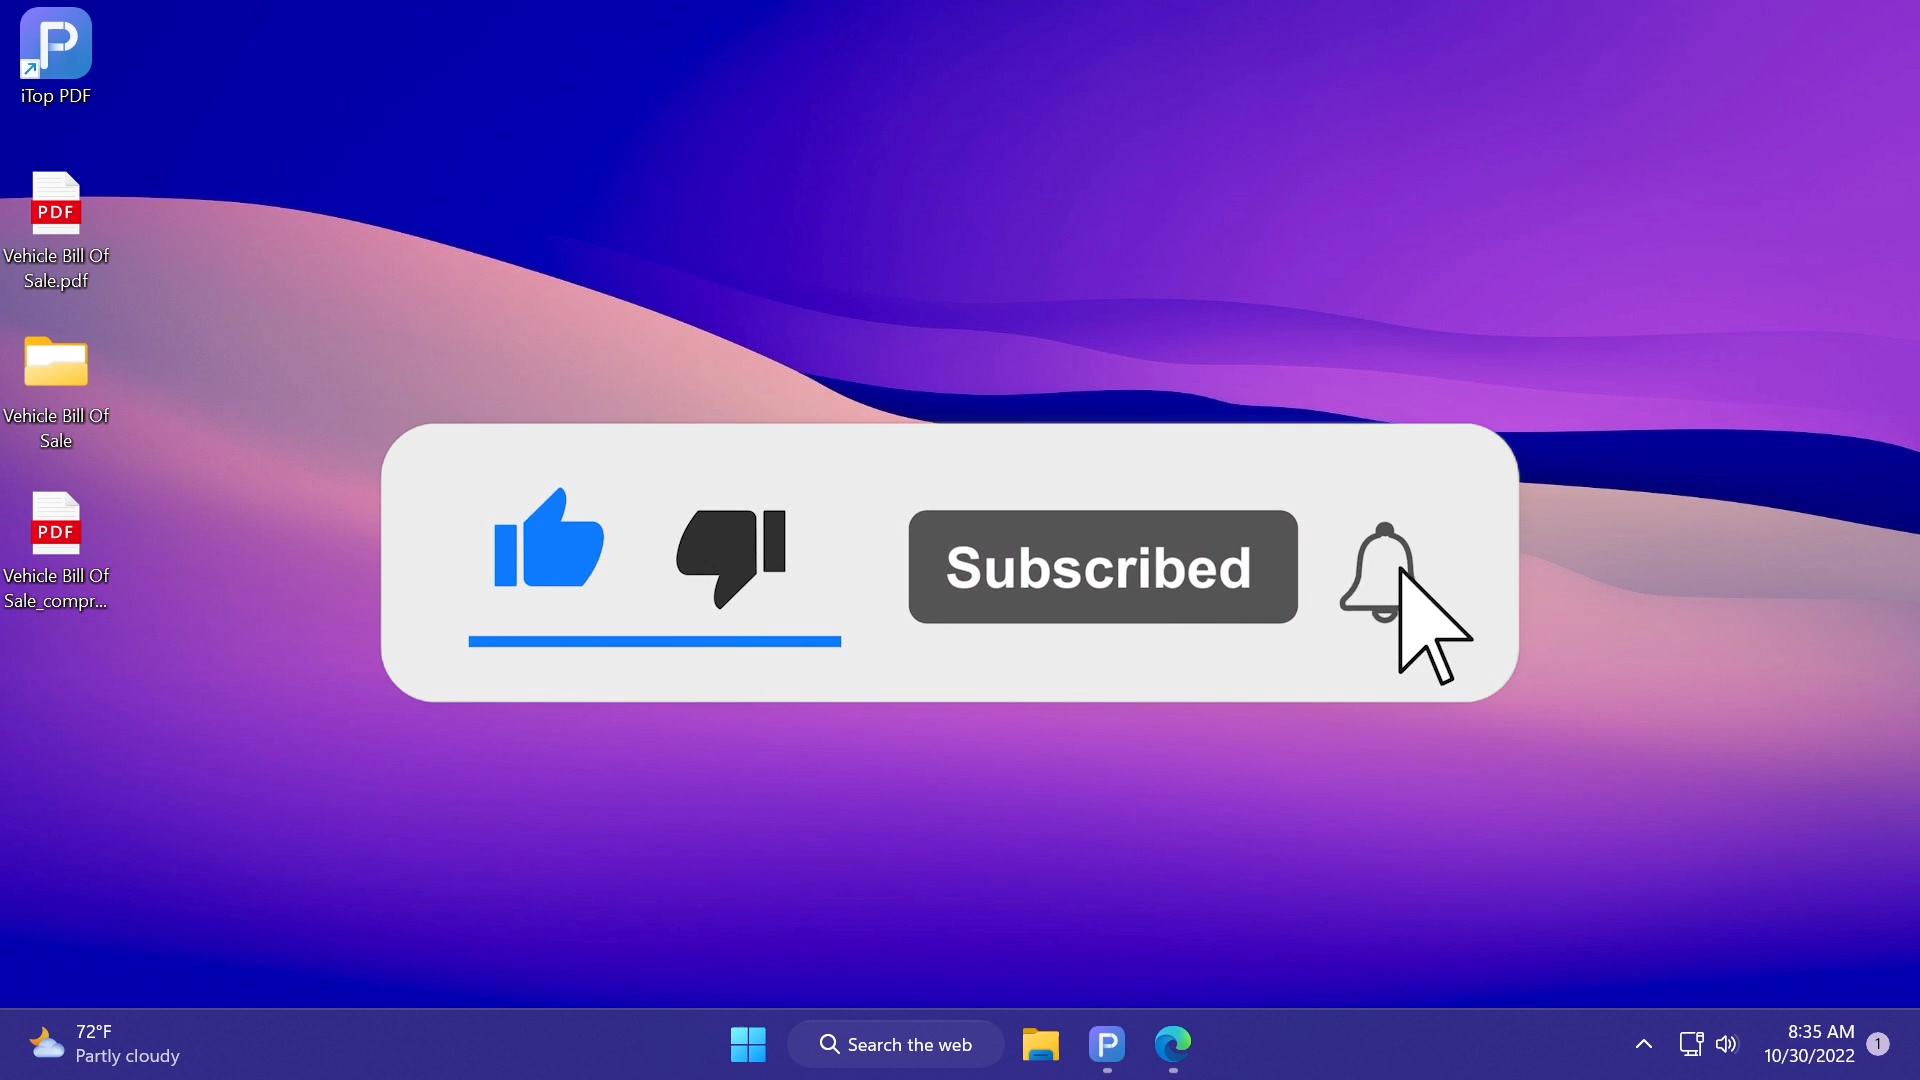 iTop PDF
PDF
Vehicle Bill Of
Sale.pdf
Vehicle Bill Of
Sale
PDF
Vehicle Bill Of
Sale_compr...
Subscribed
72°F
Partly cloudy
Search the web
8:35 AM
10/30/2022
1